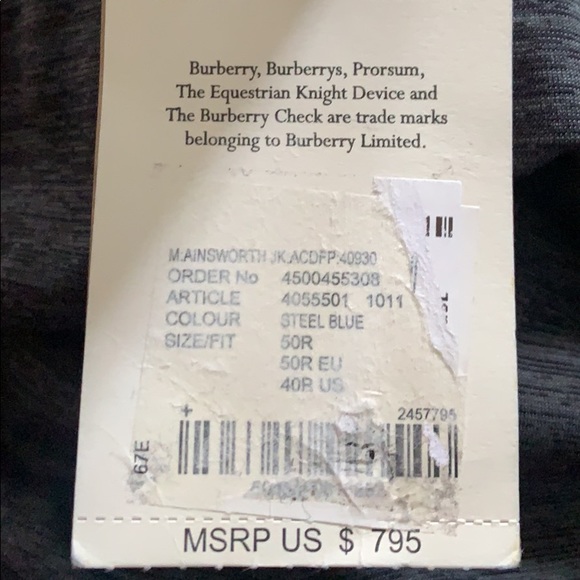 Burberry, Burberrys, Prorsum,
The Equestrian Knight Device and
The Burberry Check are trade marks
belonging to Burberry Limited.
M.AINSWORTH JK.ACDFP.40930
ORDER No 4500455308
ARTICLE 4055501 1011
COLOUR STEEL BLUE
SIZE/FIT 50R
50R EU
40R US
2457795
67E
MSRP US $ 795